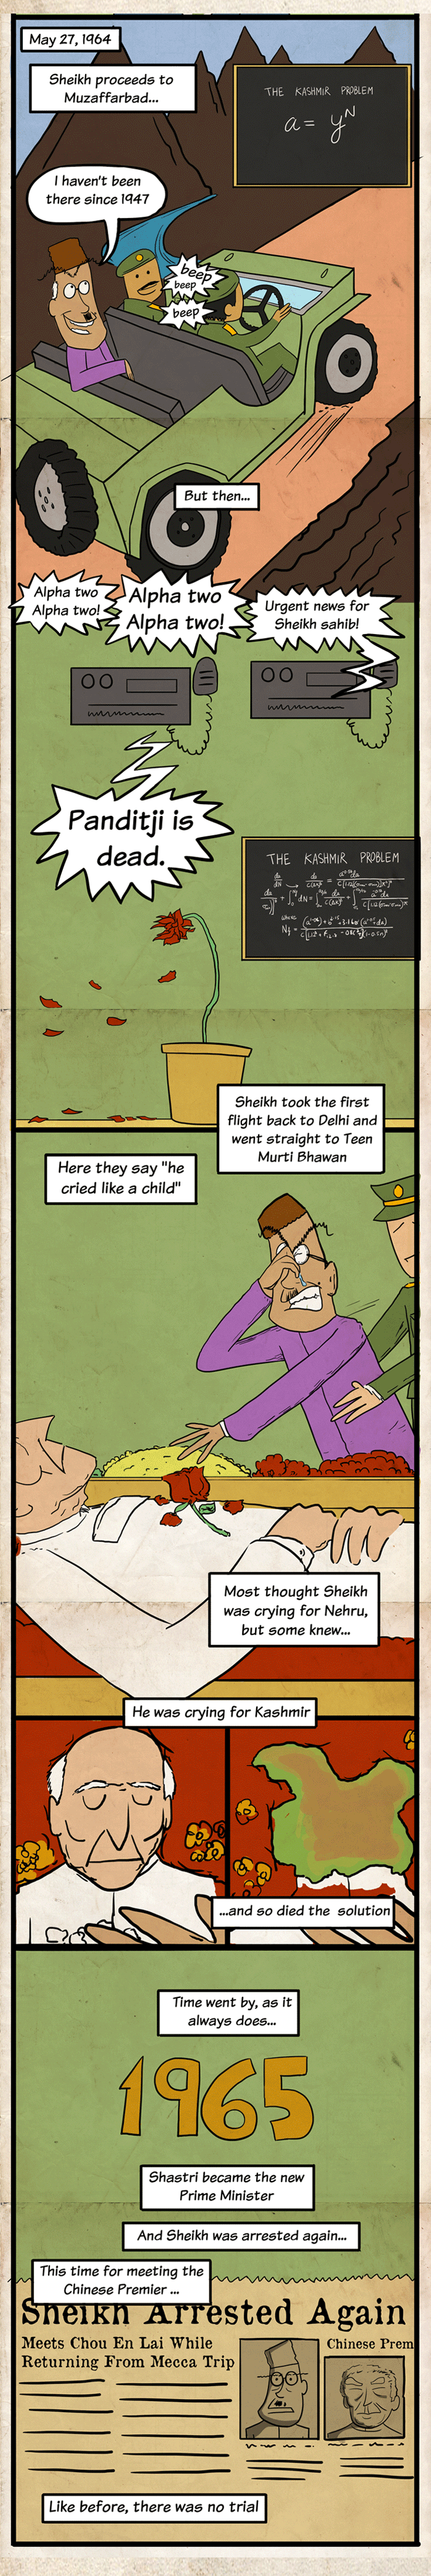 May 27, 1964
Sheikh proceeds to
Muzaffarbad...
THE KASHMIR PROBLEM
a = y^N
I haven't been
there since 1947
beep
beep
beep
But then...
Alpha two
Alpha two!
Alpha two
Alpha two!
Urgent news for
Sheikh sahib!
Panditji is
dead.
THE KASHMIR PROBLEM
Sheikh took the first
flight back to Delhi and
went straight to Teen
Murti Bhawan
Here they say "he
cried like a child"
Most thought Sheikh
was crying for Nehru,
but some knew...
He was crying for Kashmir
...and so died the solution
Time went by, as it
always does...
1965
Shastri became the new
Prime Minister
And Sheikh was arrested again...
This time for meeting the
Chinese Premier ...
Sheikh Arrested Again
Meets Chou En Lai While
Returning From Mecca Trip
Chinese Prem
Like before, there was no trial